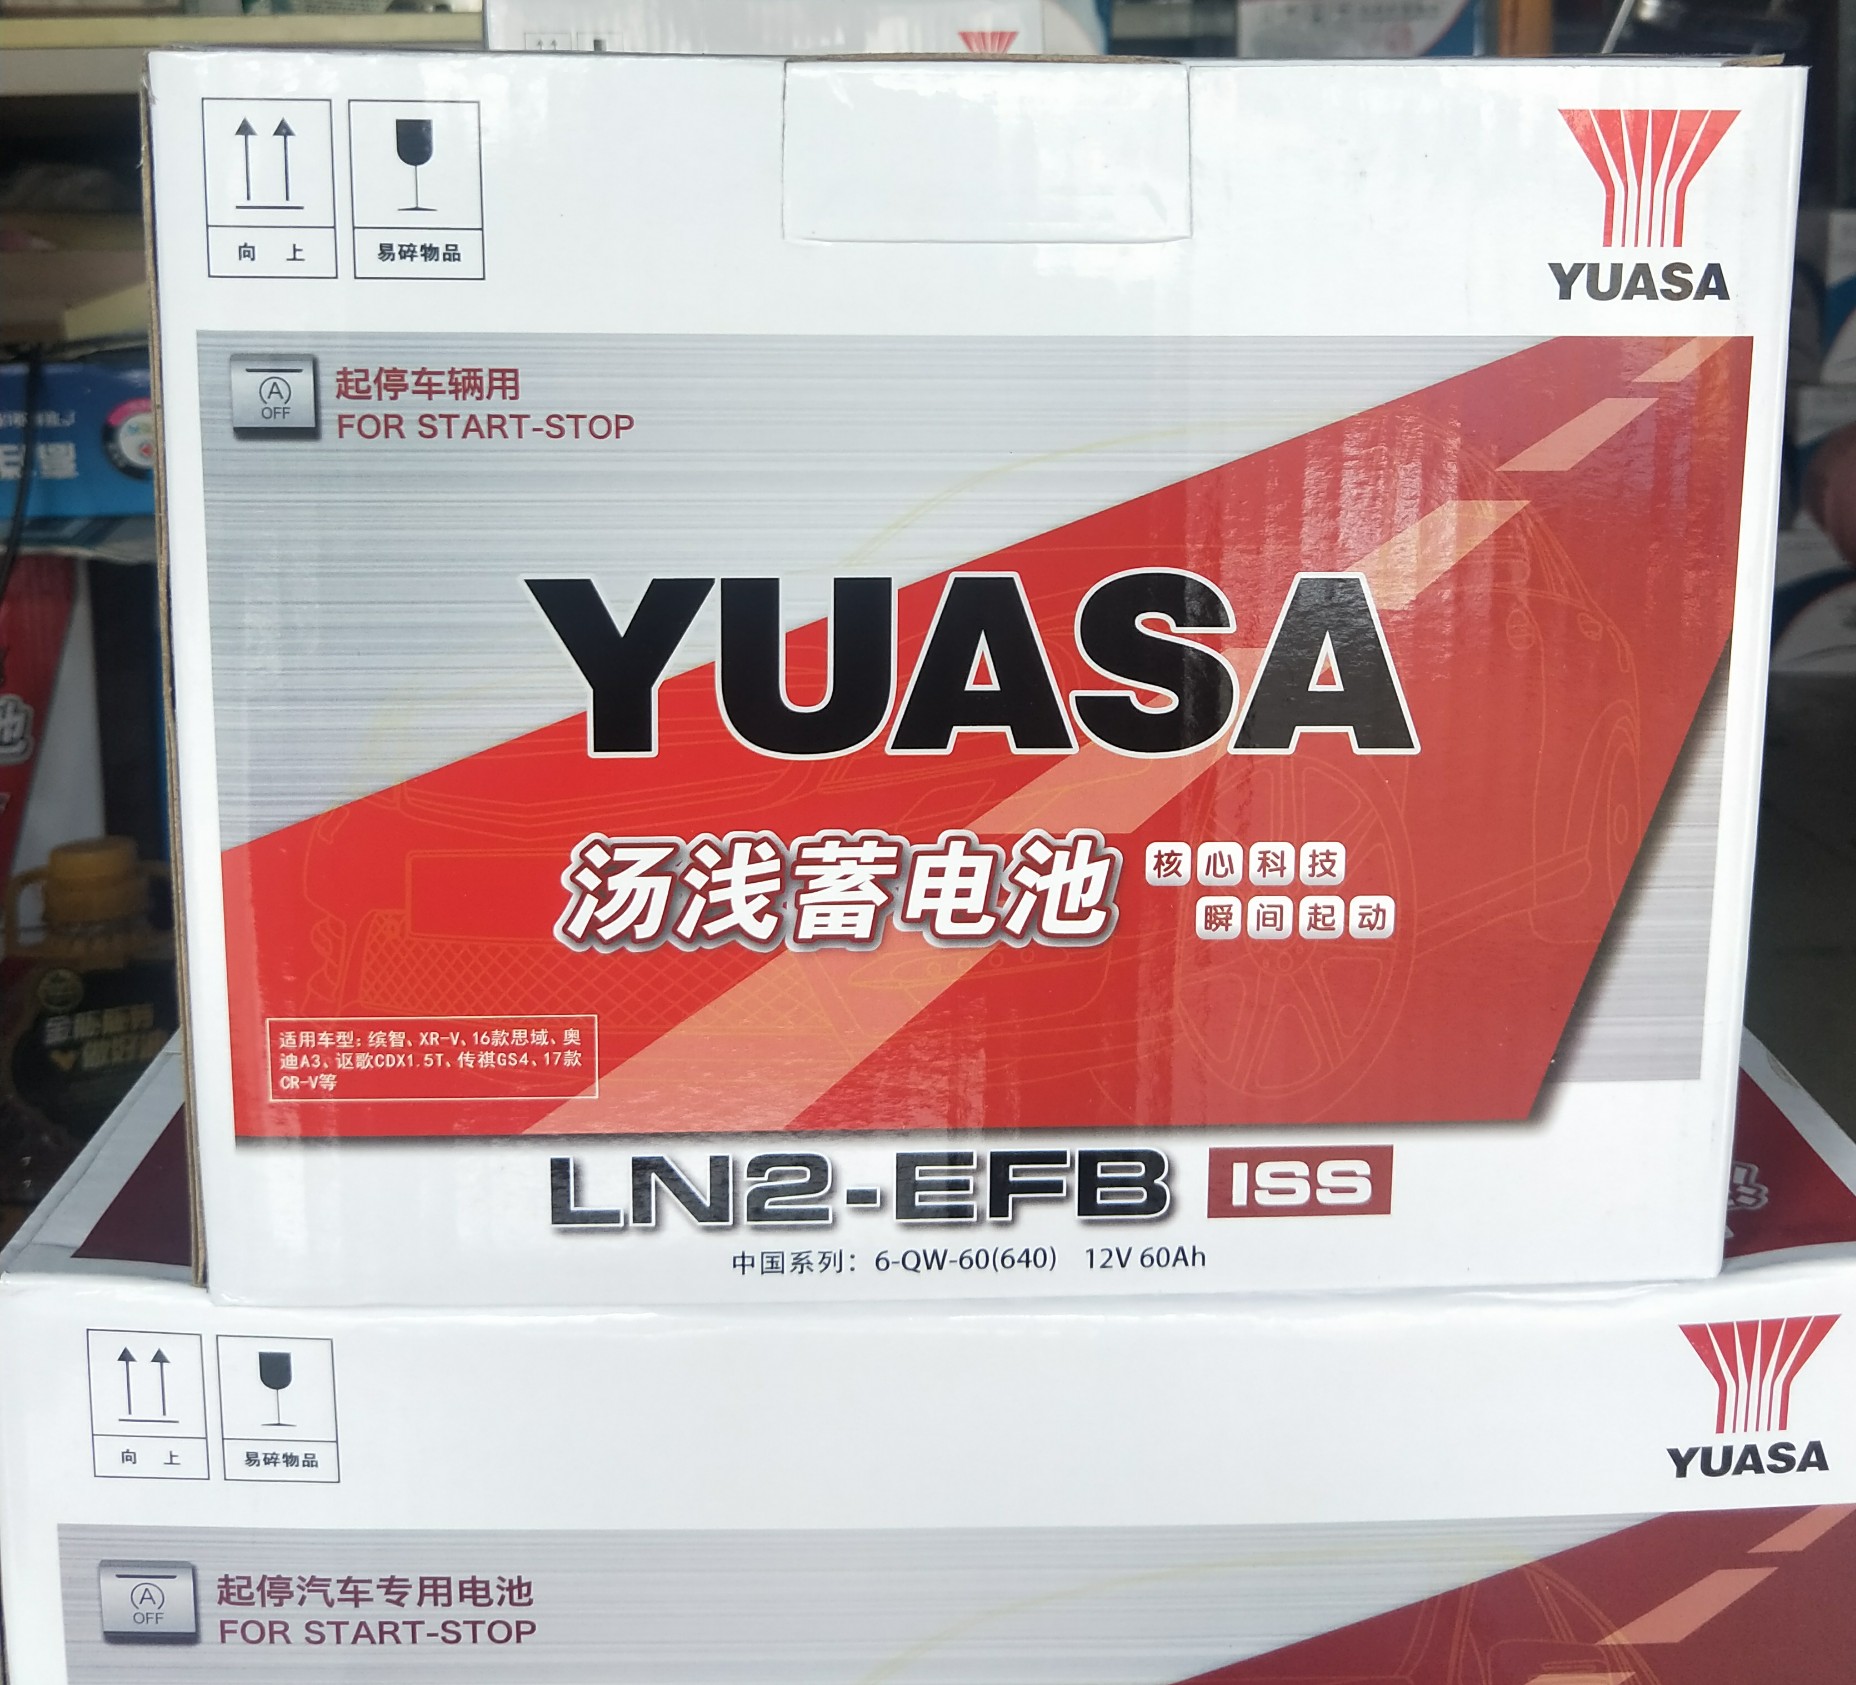 向 上
易碎物品
YUASA
A
OFF
起停车辆用
FOR START-STOP
YUASA
汤浅蓄电池
核心科技
瞬间起动
适用车型：缤智、XR-V、16款思域、奥
迪A3、讴歌CDX1.5T、传祺GS4、17款
CR-V等
LN2-EFB ISS
中国系列：6-QW-60(640) 12V 60Ah
向 上
易碎物品
YUASA
A
OFF
起停汽车专用电池
FOR START-STOP